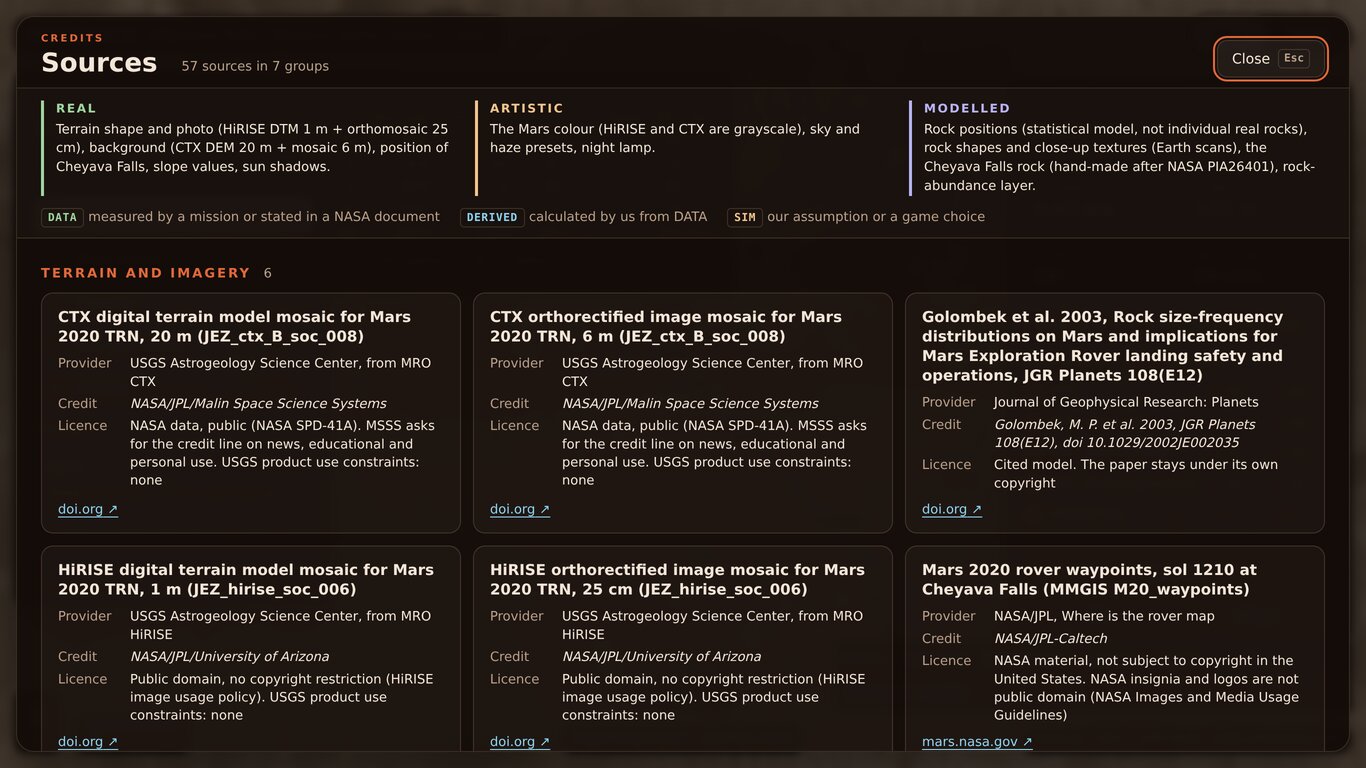 CREDITS
Sources 57 sources in 7 groups
Close Esc
REAL
Terrain shape and photo (HiRISE DTM 1 m + orthomosaic 25
cm), background (CTX DEM 20 m + mosaic 6 m), position of
Cheyava Falls, slope values, sun shadows.
ARTISTIC
The Mars colour (HiRISE and CTX are grayscale), sky and
haze presets, night lamp.
MODELLED
Rock positions (statistical model, not individual real rocks),
rock shapes and close-up textures (Earth scans), the
Cheyava Falls rock (hand-made after NASA PIA26401), rock-
abundance layer.
DATA measured by a mission or stated in a NASA document DERIVED calculated by us from DATA SIM our assumption or a game choice
TERRAIN AND IMAGERY 6
CTX digital terrain model mosaic for Mars
2020 TRN, 20 m (JEZ_ctx_B_soc_008)
Provider USGS Astrogeology Science Center, from MRO
CTX
Credit NASA/JPL/Malin Space Science Systems
Licence NASA data, public (NASA SPD-41A). MSSS asks
for the credit line on news, educational and
personal use. USGS product use constraints:
none
doi.org ↗
CTX orthorectified image mosaic for Mars
2020 TRN, 6 m (JEZ_ctx_B_soc_008)
Provider USGS Astrogeology Science Center, from MRO
CTX
Credit NASA/JPL/Malin Space Science Systems
Licence NASA data, public (NASA SPD-41A). MSSS asks
for the credit line on news, educational and
personal use. USGS product use constraints:
none
doi.org ↗
Golombek et al. 2003, Rock size-frequency
distributions on Mars and implications for
Mars Exploration Rover landing safety and
operations, JGR Planets 108(E12)
Provider Journal of Geophysical Research: Planets
Credit Golombek, M. P. et al. 2003, JGR Planets
108(E12), doi 10.1029/2002JE002035
Licence Cited model. The paper stays under its own
copyright
doi.org ↗
HiRISE digital terrain model mosaic for Mars
2020 TRN, 1 m (JEZ_hirise_soc_006)
Provider USGS Astrogeology Science Center, from MRO
HiRISE
Credit NASA/JPL/University of Arizona
Licence Public domain, no copyright restriction (HiRISE
image usage policy). USGS product use
constraints: none
doi.org ↗
HiRISE orthorectified image mosaic for Mars
2020 TRN, 25 cm (JEZ_hirise_soc_006)
Provider USGS Astrogeology Science Center, from MRO
HiRISE
Credit NASA/JPL/University of Arizona
Licence Public domain, no copyright restriction (HiRISE
image usage policy). USGS product use
constraints: none
doi.org ↗
Mars 2020 rover waypoints, sol 1210 at
Cheyava Falls (MMGIS M20_waypoints)
Provider NASA/JPL, Where is the rover map
Credit NASA/JPL-Caltech
Licence NASA material, not subject to copyright in the
United States. NASA insignia and logos are not
public domain (NASA Images and Media Usage
Guidelines)
mars.nasa.gov ↗